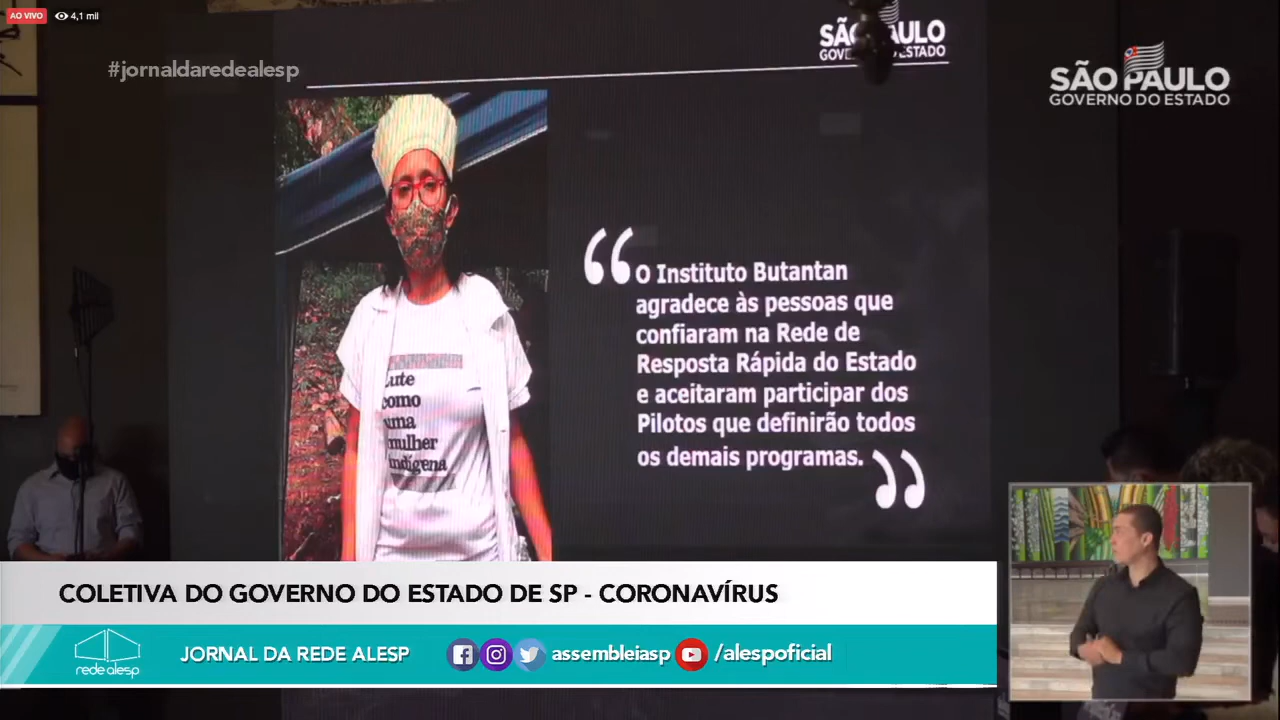 AO VIVO 4,1 mil
#jornaldaredealesp
SÃO PAULO
GOVERNO DO ESTADO
SÃO PAULO
GOVERNO DO ESTADO
“O Instituto Butantan
agradece às pessoas que
confiaram na Rede de
Resposta Rápida do Estado
e aceitaram participar dos
Pilotos que definirão todos
os demais programas.”
Lute
como
uma
mulher
indígena
COLETIVA DO GOVERNO DO ESTADO DE SP - CORONAVÍRUS
rede alesp
JORNAL DA REDE ALESP
assembleiasp
/alespoficial